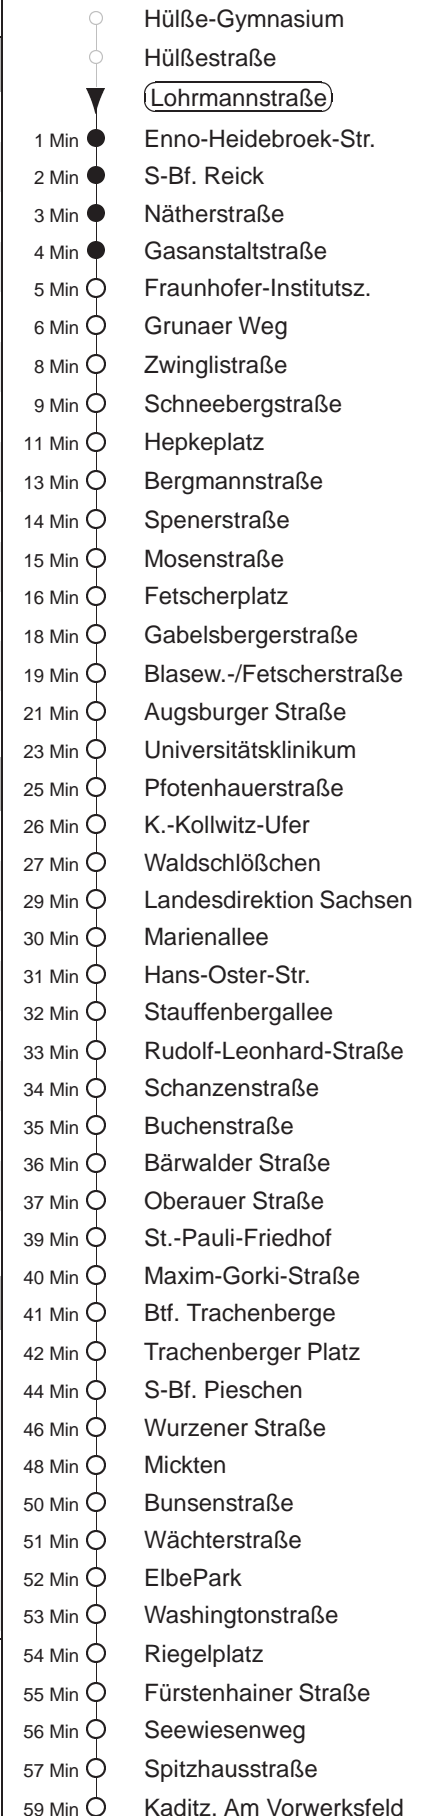 Hülße-Gymnasium
Hülßestraße
Lohrmannstraße
1 Min Enno-Heidebroek-Str.
2 Min S-Bf. Reick
3 Min Nätherstraße
4 Min Gasanstaltstraße
5 Min Fraunhofer-Institutsz.
6 Min Grunaer Weg
8 Min Zwinglistraße
9 Min Schneebergstraße
11 Min Hepkeplatz
13 Min Bergmannstraße
14 Min Spenerstraße
15 Min Mosenstraße
16 Min Fetscherplatz
18 Min Gabelsbergerstraße
19 Min Blasew.-/Fetscherstraße
21 Min Augsburger Straße
23 Min Universitätsklinikum
25 Min Pfotenhauerstraße
26 Min K.-Kollwitz-Ufer
27 Min Waldschlößchen
29 Min Landesdirektion Sachsen
30 Min Marienallee
31 Min Hans-Oster-Str.
32 Min Stauffenbergallee
33 Min Rudolf-Leonhard-Straße
34 Min Schanzenstraße
35 Min Buchenstraße
36 Min Bärwalder Straße
37 Min Oberauer Straße
39 Min St.-Pauli-Friedhof
40 Min Maxim-Gorki-Straße
41 Min Btf. Trachenberge
42 Min Trachenberger Platz
44 Min S-Bf. Pieschen
46 Min Wurzener Straße
48 Min Mickten
50 Min Bunsenstraße
51 Min Wächterstraße
52 Min ElbePark
53 Min Washingtonstraße
54 Min Riegelplatz
55 Min Fürstenhainer Straße
56 Min Seewiesenweg
57 Min Spitzhausstraße
59 Min Kaditz, Am Vorwerksfeld